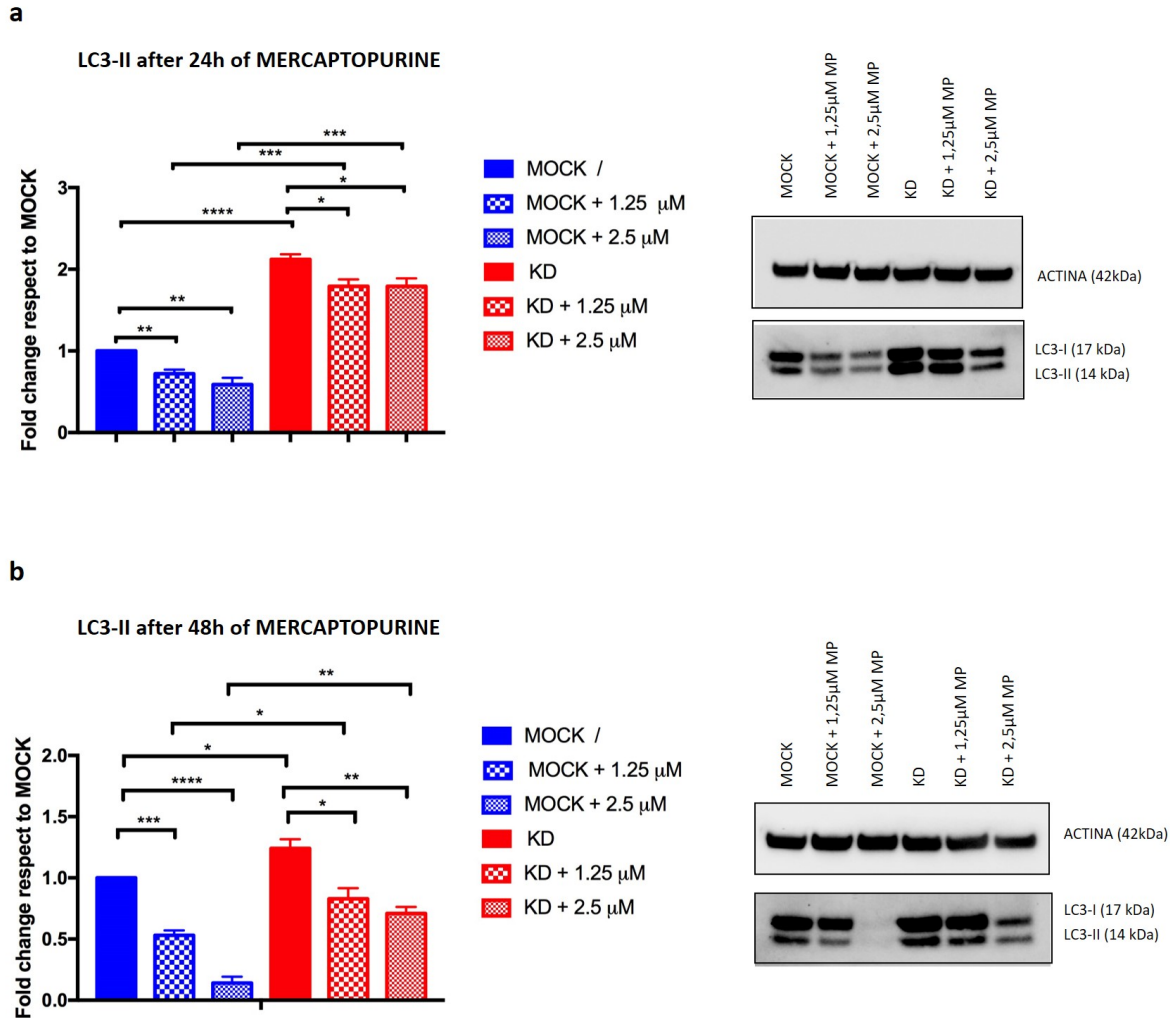 a
LC3-II after 24h of MERCAPTOPURINE
Fold change respect to MOCK
3
2
1
0
**
**
****
***
***
*
*
MOCK /
MOCK + 1.25 μM
MOCK + 2.5 μM
KD
KD + 1.25 μM
KD + 2.5 μM
MOCK
MOCK + 1,25μM MP
MOCK + 2,5μM MP
KD
KD + 1,25μM MP
KD + 2,5μM MP
ACTINA (42kDa)
LC3-I (17 kDa)
LC3-II (14 kDa)
b
LC3-II after 48h of MERCAPTOPURINE
Fold change respect to MOCK
2.0
1.5
1.0
0.5
0.0
**
*
*
****
***
**
*
MOCK /
MOCK + 1.25 μM
MOCK + 2.5 μM
KD
KD + 1.25 μM
KD + 2.5 μM
MOCK
MOCK + 1,25μM MP
MOCK + 2,5μM MP
KD
KD + 1,25μM MP
KD + 2,5μM MP
ACTINA (42kDa)
LC3-I (17 kDa)
LC3-II (14 kDa)